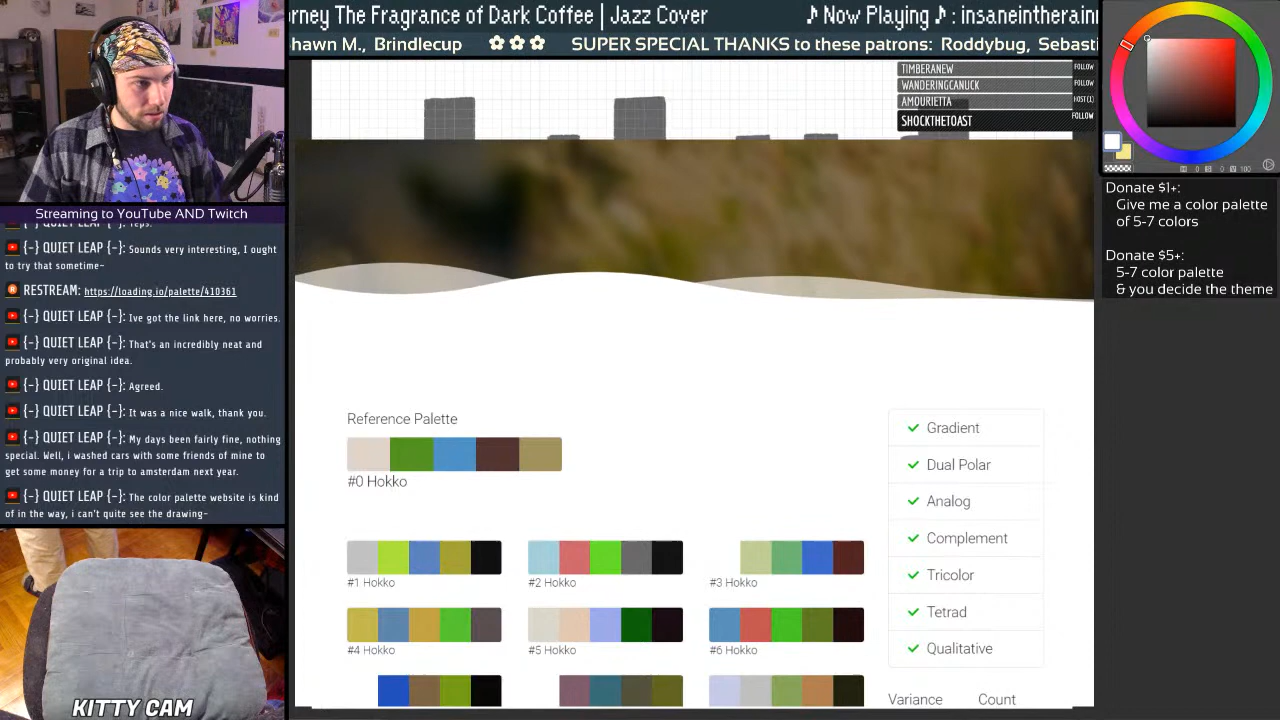 rney The Fragrance of Dark Coffee | Jazz Cover
♪ Now Playing ♪ : insaneintherain
hawn M., Brindlecup
✿ ✿ ✿
SUPER SPECIAL THANKS to these patrons: Roddybug, Sebasti
TIMBERANEW FOLLOW
WANDERINGCANUCK FOLLOW
AMOURIETTA HOST(1)
SHOCKTHETOAST FOLLOW
Donate $1+:
Give me a color palette
of 5-7 colors
Donate $5+:
5-7 color palette
& you decide the theme
Streaming to YouTube AND Twitch
{-} QUIET LEAP {-}: Sounds very interesting, I ought
to try that sometime~
RESTREAM: https://loading.io/palette/410361
{-} QUIET LEAP {-}: Ive got the link here, no worries.
{-} QUIET LEAP {-}: That's an incredibly neat and
probably very original idea.
{-} QUIET LEAP {-}: Agreed.
{-} QUIET LEAP {-}: It was a nice walk, thank you.
{-} QUIET LEAP {-}: My days been fairly fine, nothing
special. Well, i washed cars with some friends of mine to
get some money for a trip to amsterdam next year.
{-} QUIET LEAP {-}: The color palette website is kind
of in the way, i can't quite see the drawing~
KITTY CAM
Reference Palette
#0 Hokko
#1 Hokko
#2 Hokko
#3 Hokko
#4 Hokko
#5 Hokko
#6 Hokko
Gradient
Dual Polar
Analog
Complement
Tricolor
Tetrad
Qualitative
Variance
Count